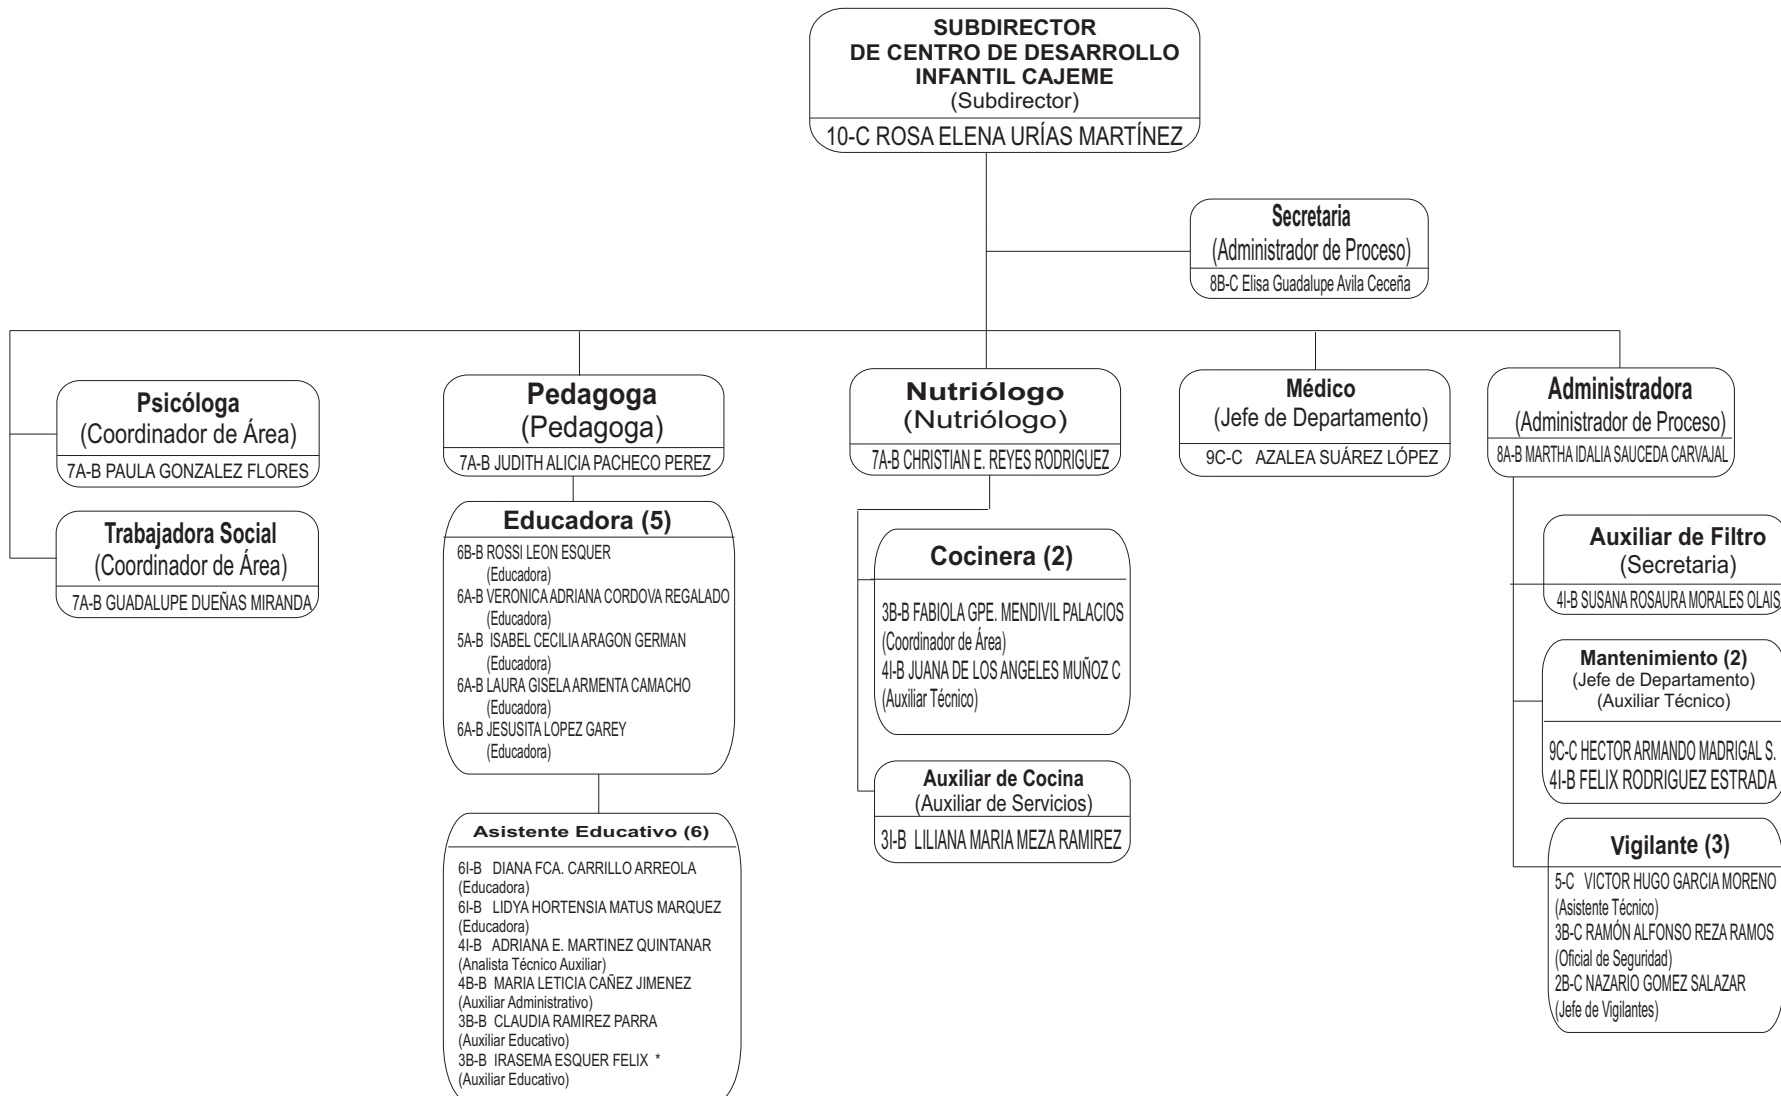 SUBDIRECTOR
DE CENTRO DE DESARROLLO
INFANTIL CAJEME
(Subdirector)
10-C ROSA ELENA URÍAS MARTÍNEZ
Secretaria
(Administrador de Proceso)
8B-C Elisa Guadalupe Avila Ceceña
Psicóloga
(Coordinador de Área)
7A-B PAULA GONZALEZ FLORES
Trabajadora Social
(Coordinador de Área)
7A-B GUADALUPE DUEÑAS MIRANDA
Pedagoga
(Pedagoga)
7A-B JUDITH ALICIA PACHECO PEREZ
Educadora (5)
6B-B ROSSI LEON ESQUER
(Educadora)
6A-B VERONICA ADRIANA CORDOVA REGALADO
(Educadora)
5A-B ISABEL CECILIA ARAGON GERMAN
(Educadora)
6A-B LAURA GISELA ARMENTA CAMACHO
(Educadora)
6A-B JESUSITA LOPEZ GAREY
(Educadora)
Asistente Educativo (6)
6I-B DIANA FCA. CARRILLO ARREOLA
(Educadora)
6I-B LIDYA HORTENSIA MATUS MARQUEZ
(Educadora)
4I-B ADRIANA E. MARTINEZ QUINTANAR
(Analista Técnico Auxiliar)
4B-B MARIA LETICIA CAÑEZ JIMENEZ
(Auxiliar Administrativo)
3B-B CLAUDIA RAMIREZ PARRA
(Auxiliar Educativo)
3B-B IRASEMA ESQUER FELIX *
(Auxiliar Educativo)
Nutriólogo
(Nutriólogo)
7A-B CHRISTIAN E. REYES RODRIGUEZ
Cocinera (2)
3B-B FABIOLA GPE. MENDIVIL PALACIOS
(Coordinador de Área)
4I-B JUANA DE LOS ANGELES MUÑOZ C
(Auxiliar Técnico)
Auxiliar de Cocina
(Auxiliar de Servicios)
3I-B LILIANA MARIA MEZA RAMIREZ
Médico
(Jefe de Departamento)
9C-C AZALEA SUÁREZ LÓPEZ
Administradora
(Administrador de Proceso)
8A-B MARTHA IDALIA SAUCEDA CARVAJAL
Auxiliar de Filtro
(Secretaria)
4I-B SUSANA ROSAURA MORALES OLAIS
Mantenimiento (2)
(Jefe de Departamento)
(Auxiliar Técnico)
9C-C HECTOR ARMANDO MADRIGAL S.
4I-B FELIX RODRIGUEZ ESTRADA
Vigilante (3)
5-C VICTOR HUGO GARCIA MORENO
(Asistente Técnico)
3B-C RAMÓN ALFONSO REZA RAMOS
(Oficial de Seguridad)
2B-C NAZARIO GOMEZ SALAZAR
(Jefe de Vigilantes)